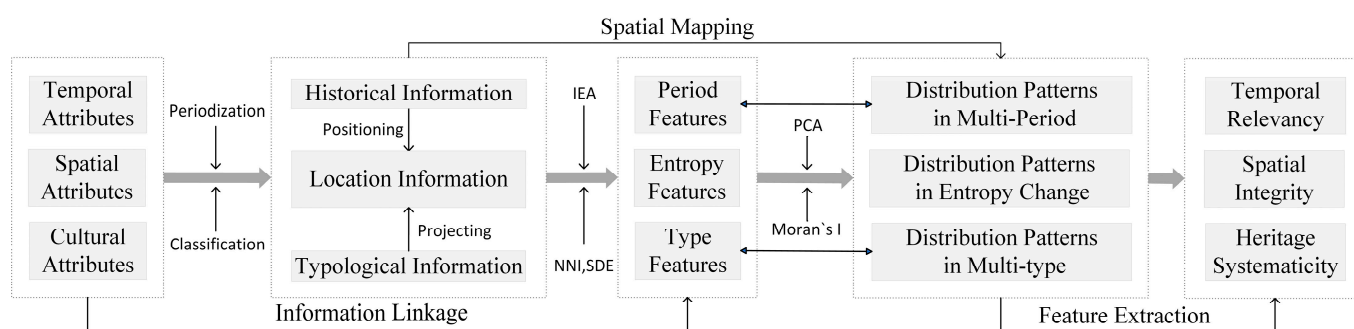 Spatial Mapping
Temporal
Attributes
Spatial
Attributes
Cultural
Attributes
Periodization
Classification
Historical Information
Positioning
Location Information
Projecting
Typological Information
Information Linkage
IEA
NNI,SDE
Period
Features
Entropy
Features
Type
Features
PCA
Moran`s I
Distribution Patterns
in Multi-Period
Distribution Patterns
in Entropy Change
Distribution Patterns
in Multi-type
Feature Extraction
Temporal
Relevancy
Spatial
Integrity
Heritage
Systematicity